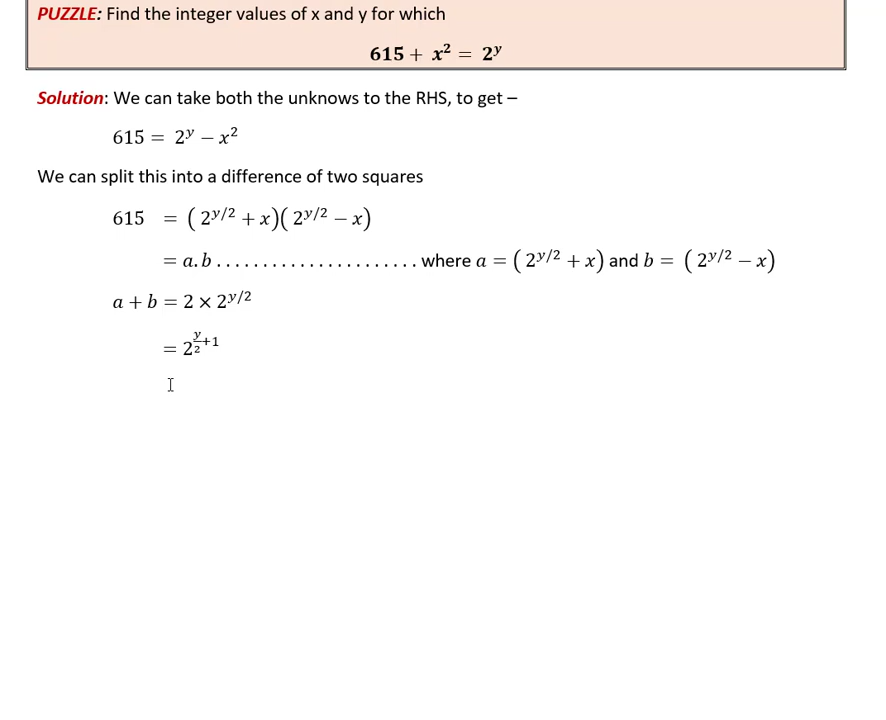 PUZZLE: Find the integer values of x and y for which
615 + x² = 2ʸ
Solution: We can take both the unknows to the RHS, to get –
615 = 2ʸ − x²
We can split this into a difference of two squares
615 = ( 2^{y/2} + x)( 2^{y/2} − x)
= a.b . . . . . . . . . . . . . . . . . . . . . . where a = ( 2^{y/2} + x) and b = ( 2^{y/2} − x)
a + b = 2 × 2^{y/2}
= 2^{y/2+1}